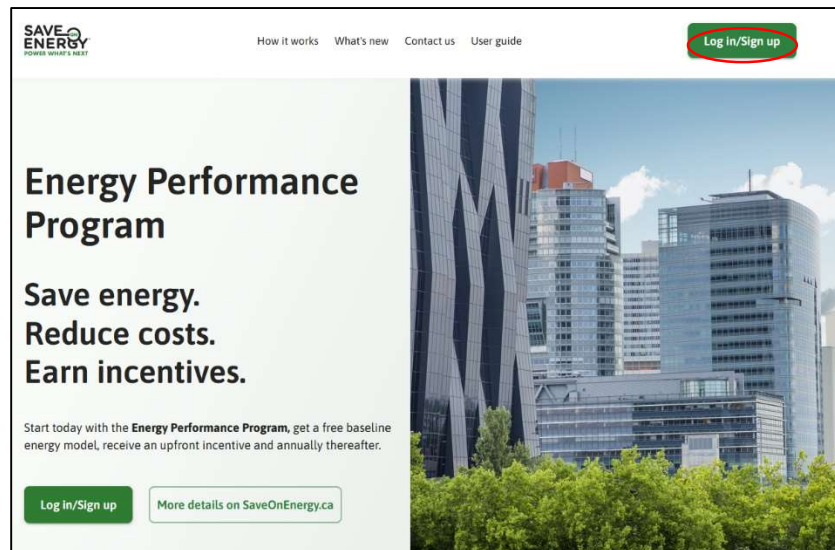 SAVE ON
ENERGY
POWER WHAT'S NEXT
How it works What's new Contact us User guide
Log in/Sign up
Energy Performance
Program
Save energy.
Reduce costs.
Earn incentives.
Start today with the Energy Performance Program, get a free baseline
energy model, receive an upfront incentive and annually thereafter.
Log in/Sign up More details on SaveOnEnergy.ca